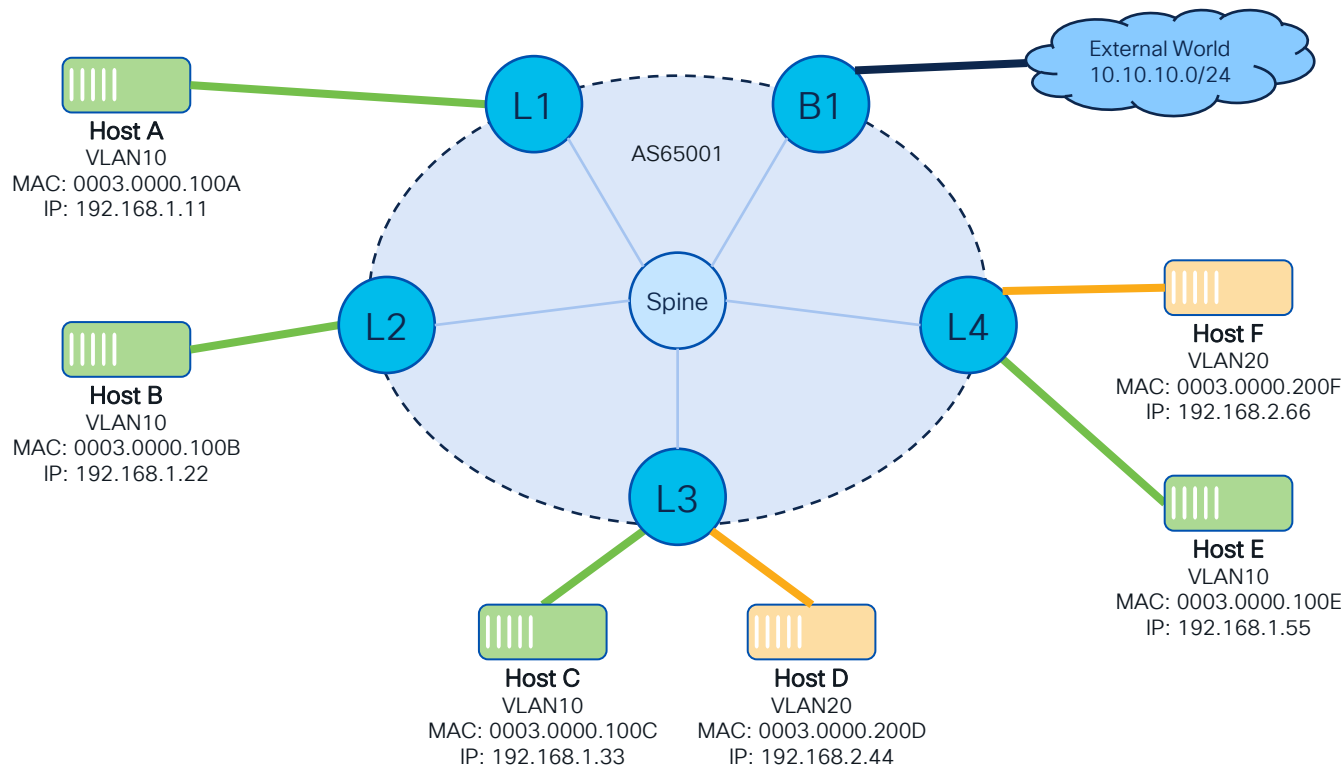 External World
10.10.10.0/24
L1
B1
Host A
VLAN10
MAC: 0003.0000.100A
IP: 192.168.1.11
AS65001
Spine
L2
L4
Host F
VLAN20
MAC: 0003.0000.200F
IP: 192.168.2.66
Host B
VLAN10
MAC: 0003.0000.100B
IP: 192.168.1.22
L3
Host E
VLAN10
MAC: 0003.0000.100E
IP: 192.168.1.55
Host C
VLAN10
MAC: 0003.0000.100C
IP: 192.168.1.33
Host D
VLAN20
MAC: 0003.0000.200D
IP: 192.168.2.44